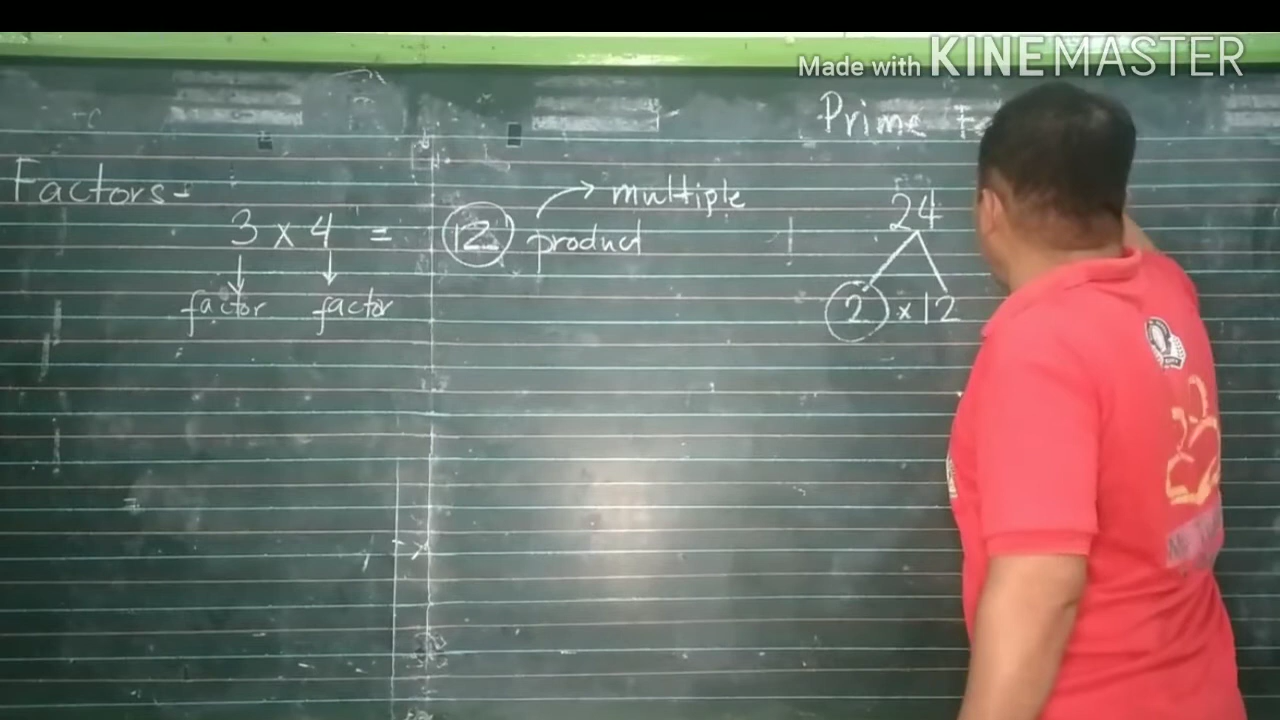 Made with KINEMASTER
Prime
Factors-
3 x 4 = 12
multiple
product
factor factor
24
2 x 12